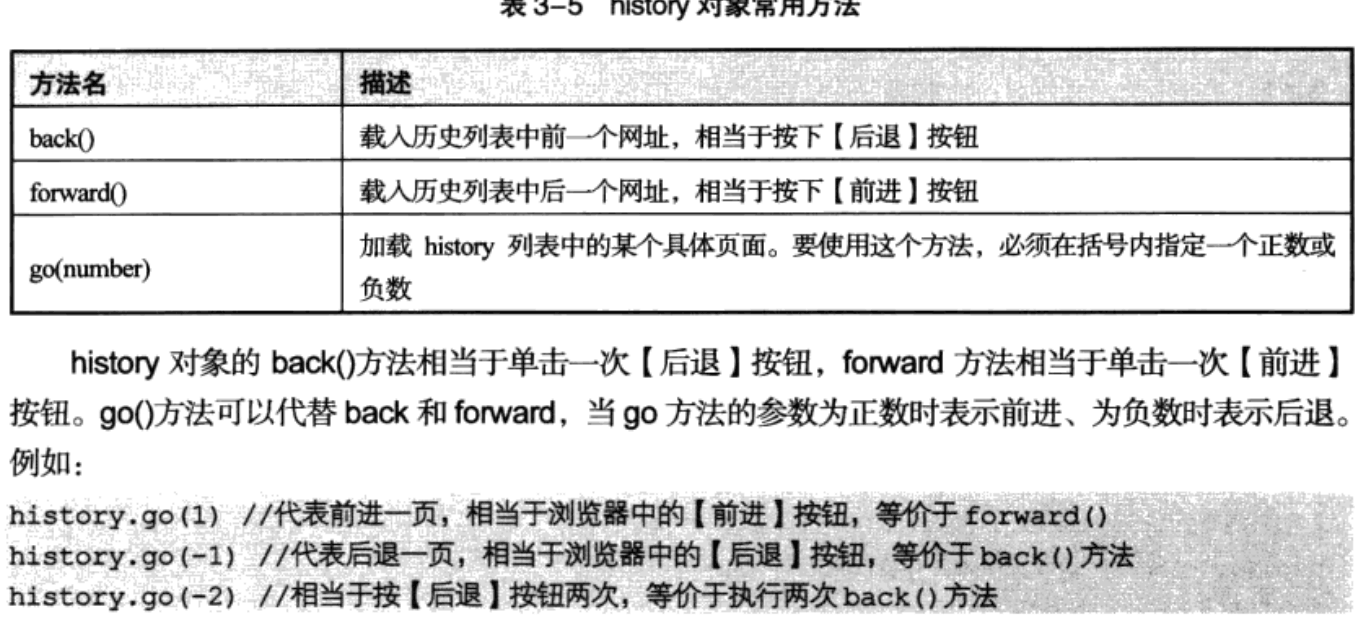 表 3-5 history 对象常用方法
方法名 描述
back() 载入历史列表中前一个网址，相当于按下【后退】按钮
forward() 载入历史列表中后一个网址，相当于按下【前进】按钮
go(number) 加载 history 列表中的某个具体页面。要使用这个方法，必须在括号内指定一个正数或
负数
history 对象的 back()方法相当于单击一次【后退】按钮，forward 方法相当于单击一次【前进】
按钮。go()方法可以代替 back 和 forward，当 go 方法的参数为正数时表示前进、为负数时表示后退。
例如：
history.go(1) //代表前进一页，相当于浏览器中的【前进】按钮，等价于 forward()
history.go(-1) //代表后退一页，相当于浏览器中的【后退】按钮，等价于 back()方法
history.go(-2) //相当于按【后退】按钮两次，等价于执行两次 back()方法